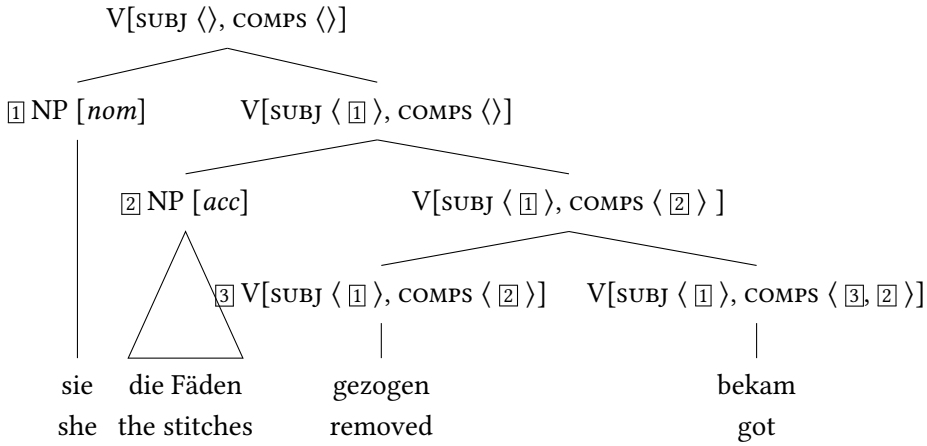 V[SUBJ ⟨⟩, COMPS ⟨⟩]
1 NP [nom] V[SUBJ ⟨ 1 ⟩, COMPS ⟨⟩]
2 NP [acc] V[SUBJ ⟨ 1 ⟩, COMPS ⟨ 2 ⟩ ]
3 V[SUBJ ⟨ 1 ⟩, COMPS ⟨ 2 ⟩] V[SUBJ ⟨ 1 ⟩, COMPS ⟨ 3, 2 ⟩]
sie die Fäden gezogen bekam
she the stitches removed got